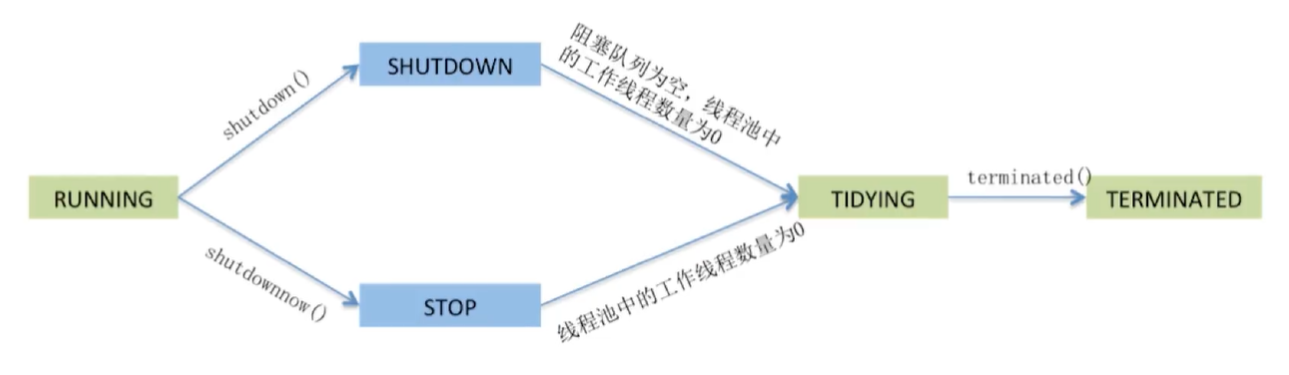 SHUTDOWN
阻塞队列为空，线程池中
的工作线程数量为0
shutdown()
RUNNING
TIDYING
terminated()
TERMINATED
shutdownnow()
STOP
线程池中的工作线程数量为0